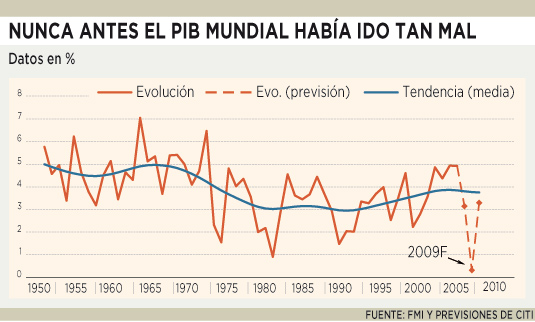 NUNCA ANTES EL PIB MUNDIAL HABÍA IDO TAN MAL
Datos en %
Evolución Evo. (previsión) Tendencia (media)
8
7
6
5
4
3
2
1
0
2009F
1950 1955 1960 1965 1970 1975 1980 1985 1990 1995 2000 2005 2010
FUENTE: FMI Y PREVISIONES DE CITI